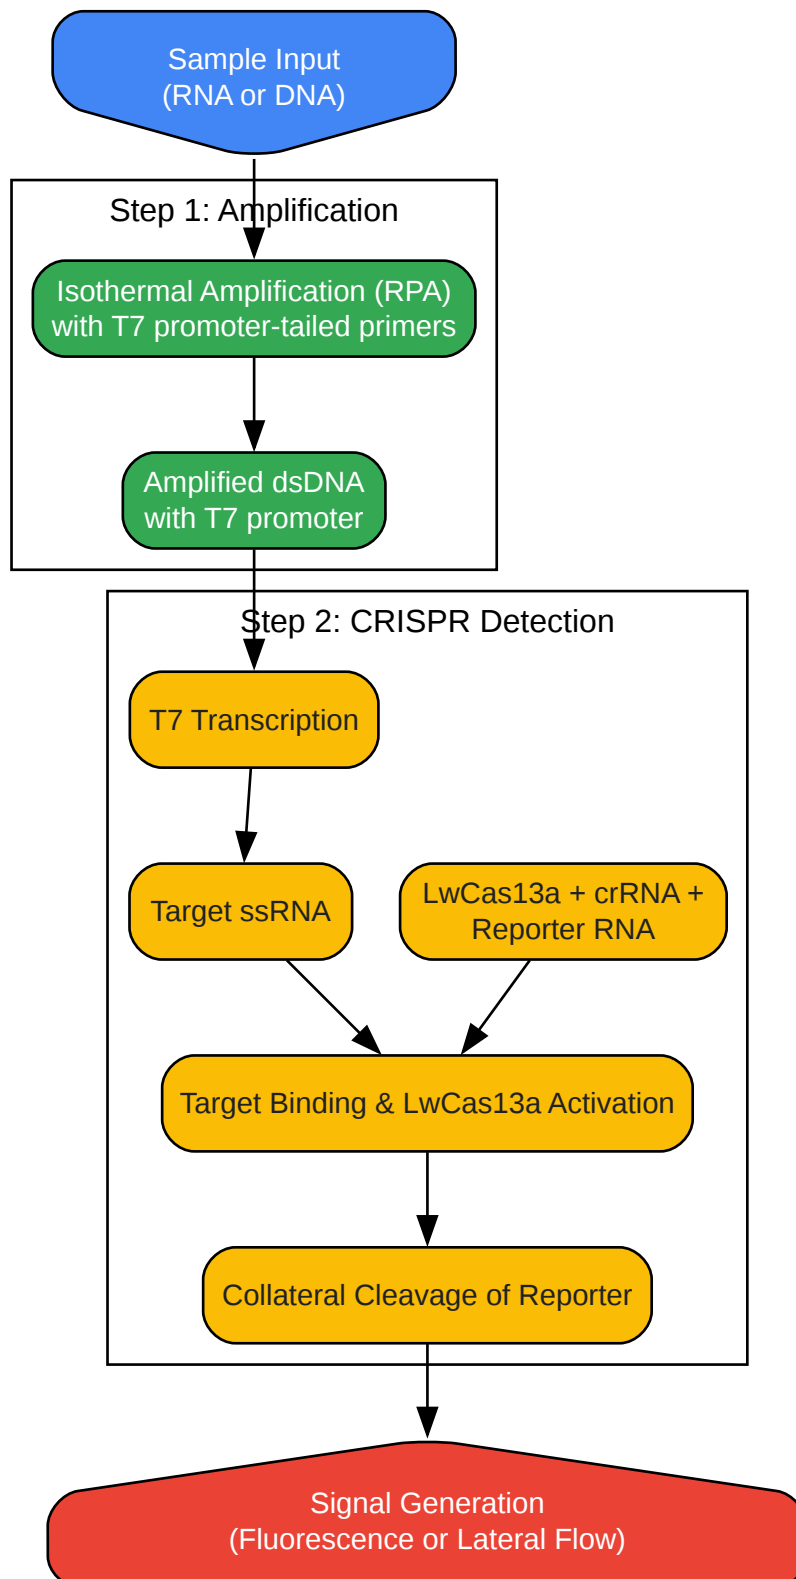 Sample Input
(RNA or DNA)
Step 1: Amplification
Isothermal Amplification (RPA)
with T7 promoter-tailed primers
Amplified dsDNA
with T7 promoter
Step 2: CRISPR Detection
T7 Transcription
Target ssRNA
LwCas13a + crRNA +
Reporter RNA
Target Binding & LwCas13a Activation
Collateral Cleavage of Reporter
Signal Generation
(Fluorescence or Lateral Flow)